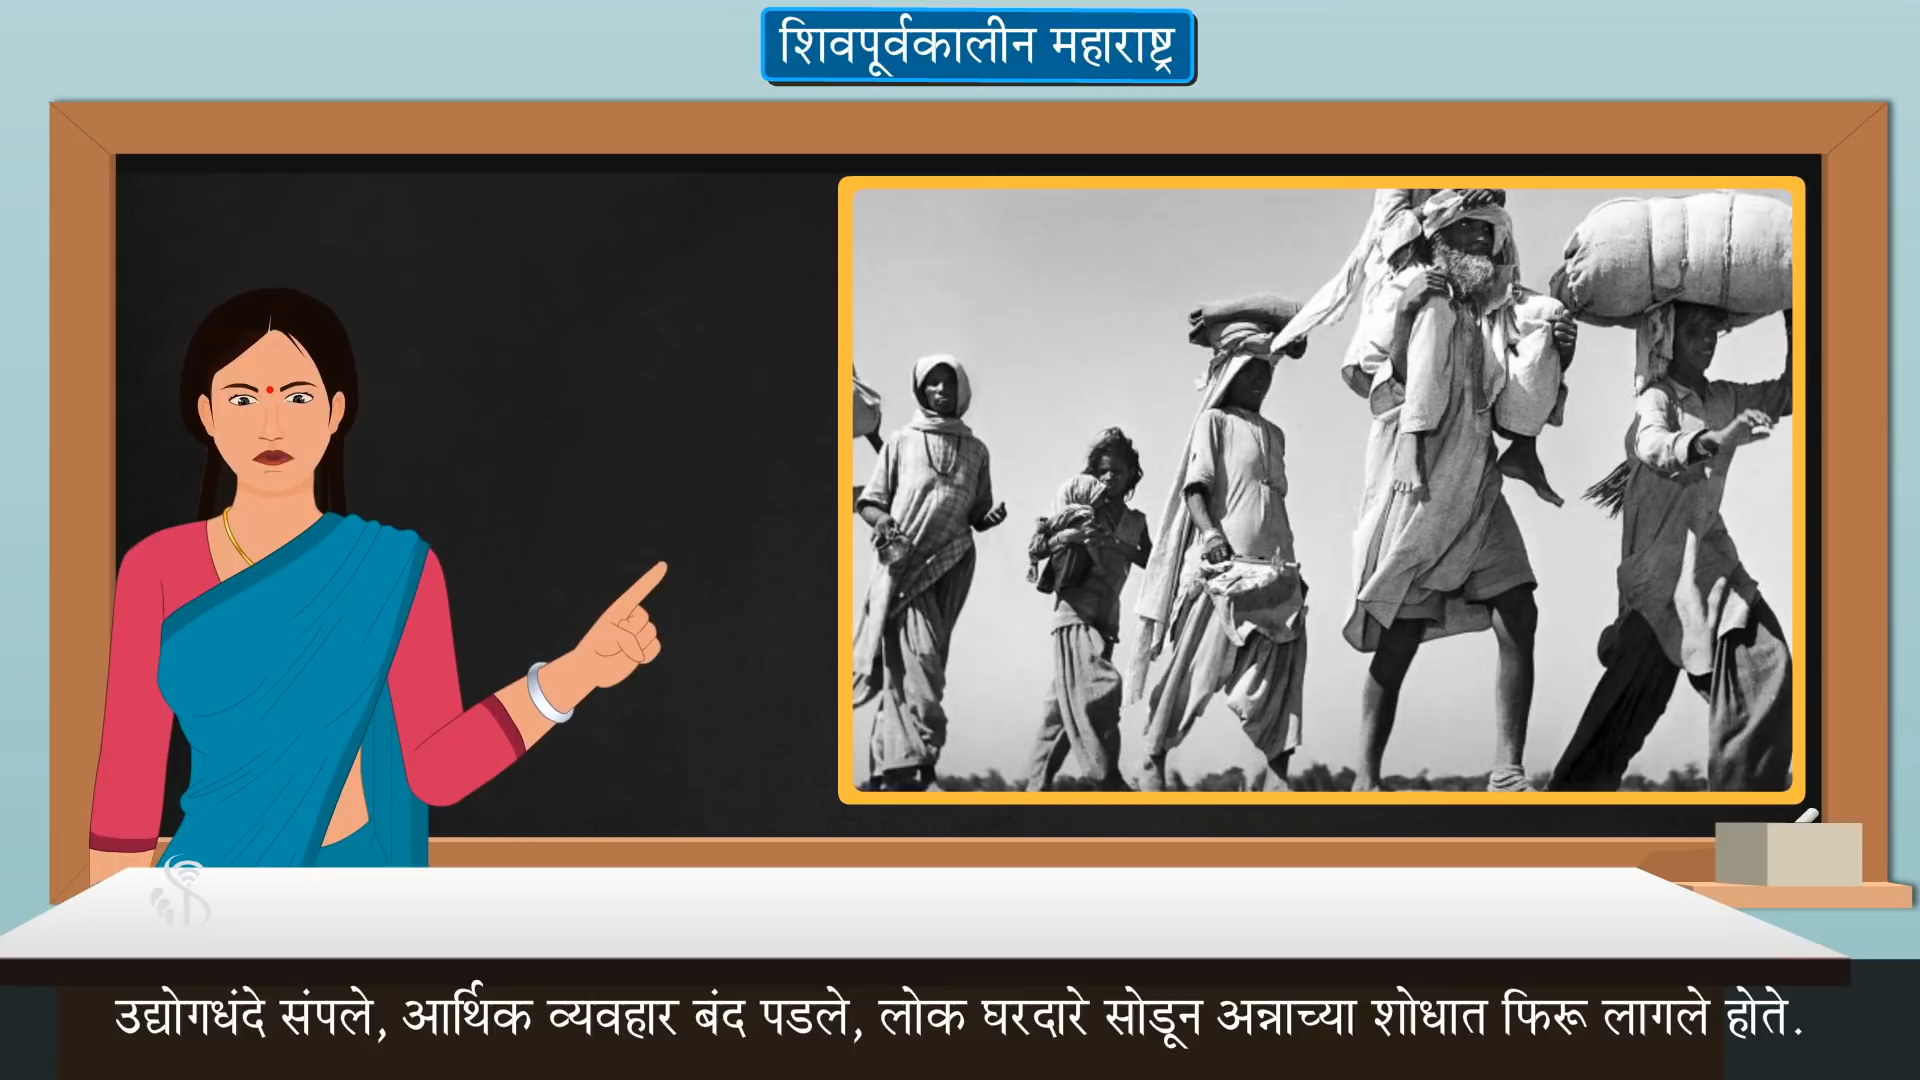 शिवपूर्वकालीन महाराष्ट्र
उद्योगधंदे संपले, आर्थिक व्यवहार बंद पडले, लोक घरदारे सोडून अन्नाच्या शोधात फिरू लागले होते.